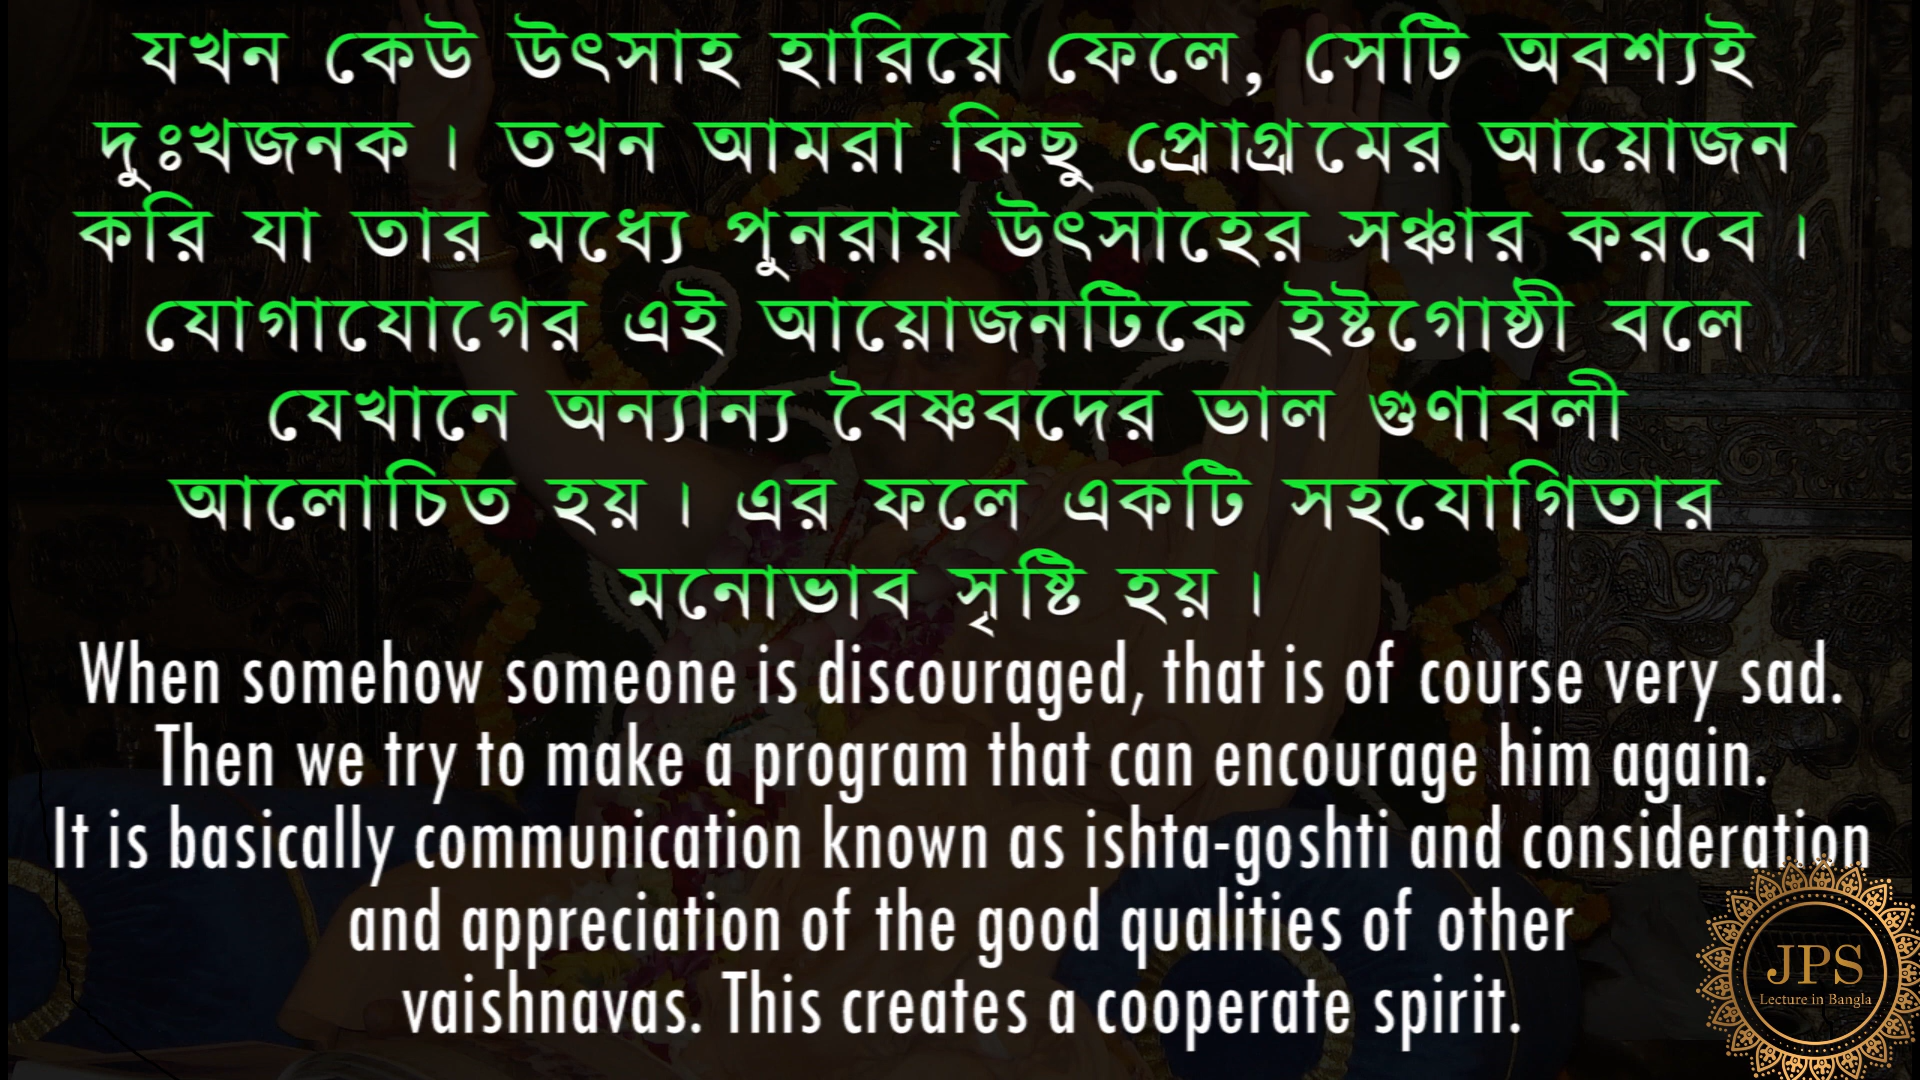 যখন কেউ উৎসাহ হারিয়ে ফেলে, সেটি অবশ্যই
দুঃখজনক। তখন আমরা কিছু প্রোগ্রামের আয়োজন
করি যা তার মধ্যে পুনরায় উৎসাহের সঞ্চার করবে।
যোগাযোগের এই আয়োজনটিকে ইষ্টগোষ্ঠী বলে
যেখানে অন্যান্য বৈষ্ণবদের ভাল গুণাবলী
আলোচিত হয়। এর ফলে একটি সহযোগিতার
মনোভাব সৃষ্টি হয়।
When somehow someone is discouraged, that is of course very sad.
Then we try to make a program that can encourage him again.
It is basically communication known as ishta-goshti and consideration
and appreciation of the good qualities of other
vaishnavas. This creates a cooperate spirit.
JPS
Lecture in Bangla